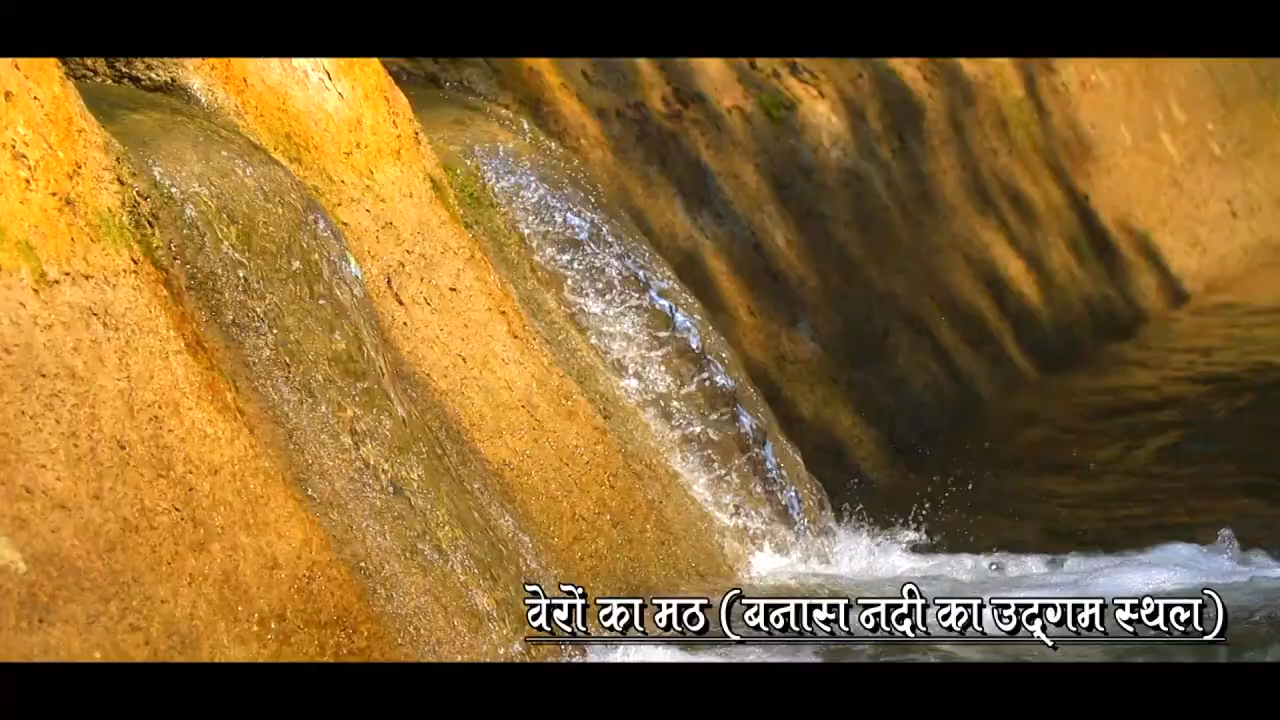 वेरों का मठ (बनास नदी का उद्गम स्थल)